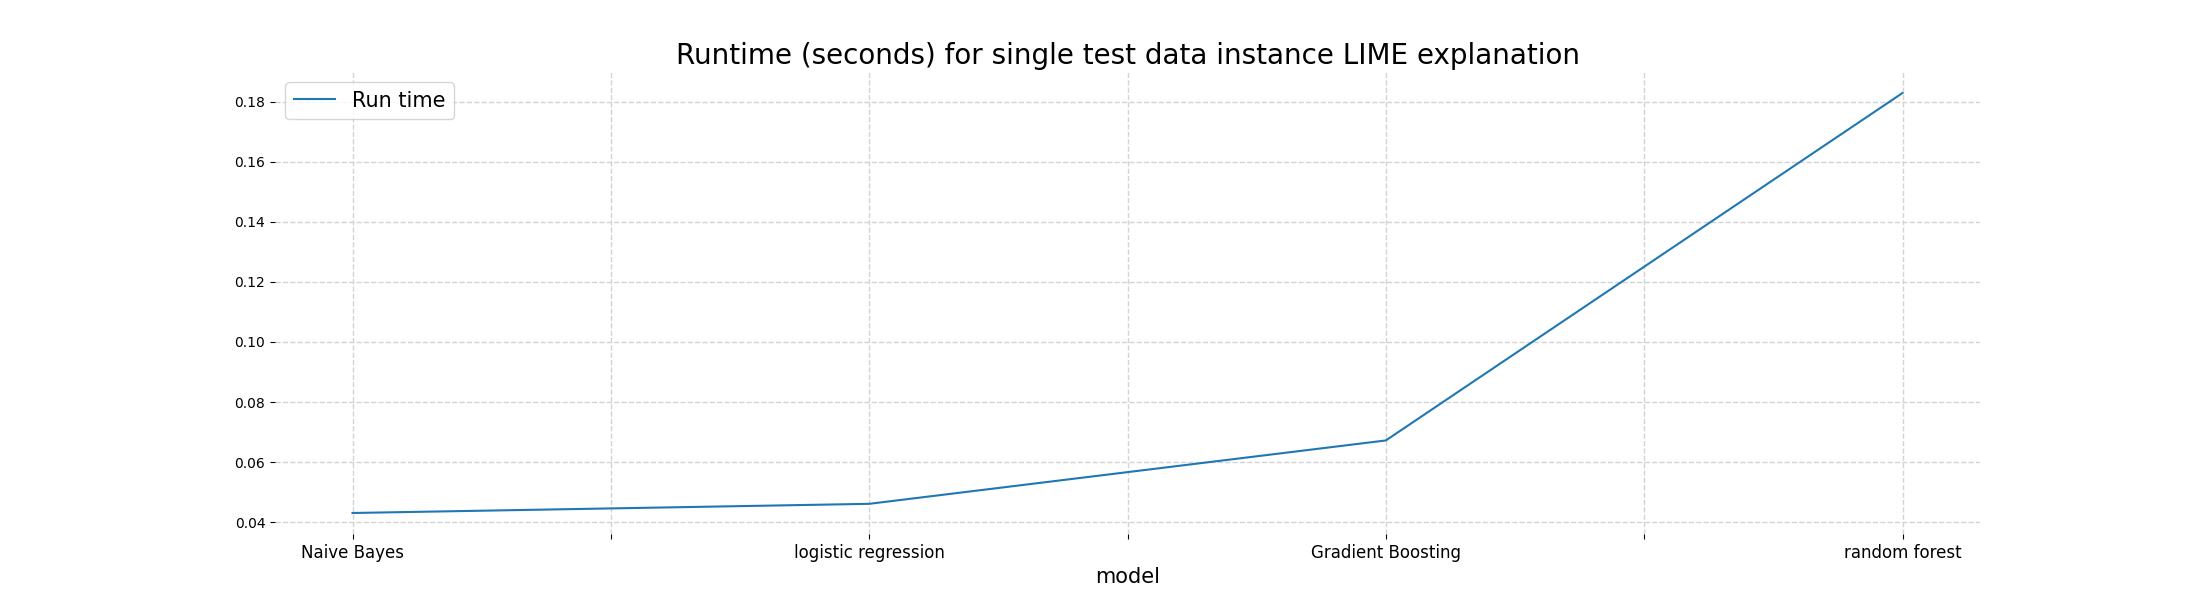 Runtime (seconds) for single test data instance LIME explanation
Run time
0.18
0.16
0.14
0.12
0.10
0.08
0.06
0.04
Naive Bayes logistic regression Gradient Boosting random forest
model